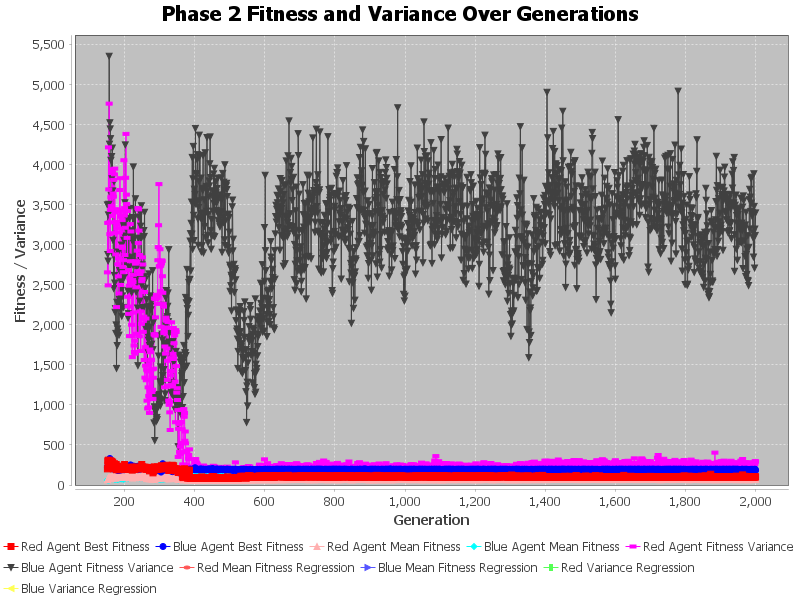 Phase 2 Fitness and Variance Over Generations
Fitness / Variance
5,500
5,000
4,500
4,000
3,500
3,000
2,500
2,000
1,500
1,000
500
0
200 400 600 800 1,000 1,200 1,400 1,600 1,800 2,000
Generation
Red Agent Best Fitness Blue Agent Best Fitness Red Agent Mean Fitness Blue Agent Mean Fitness Red Agent Fitness Variance
Blue Agent Fitness Variance Red Mean Fitness Regression Blue Mean Fitness Regression Red Variance Regression
Blue Variance Regression